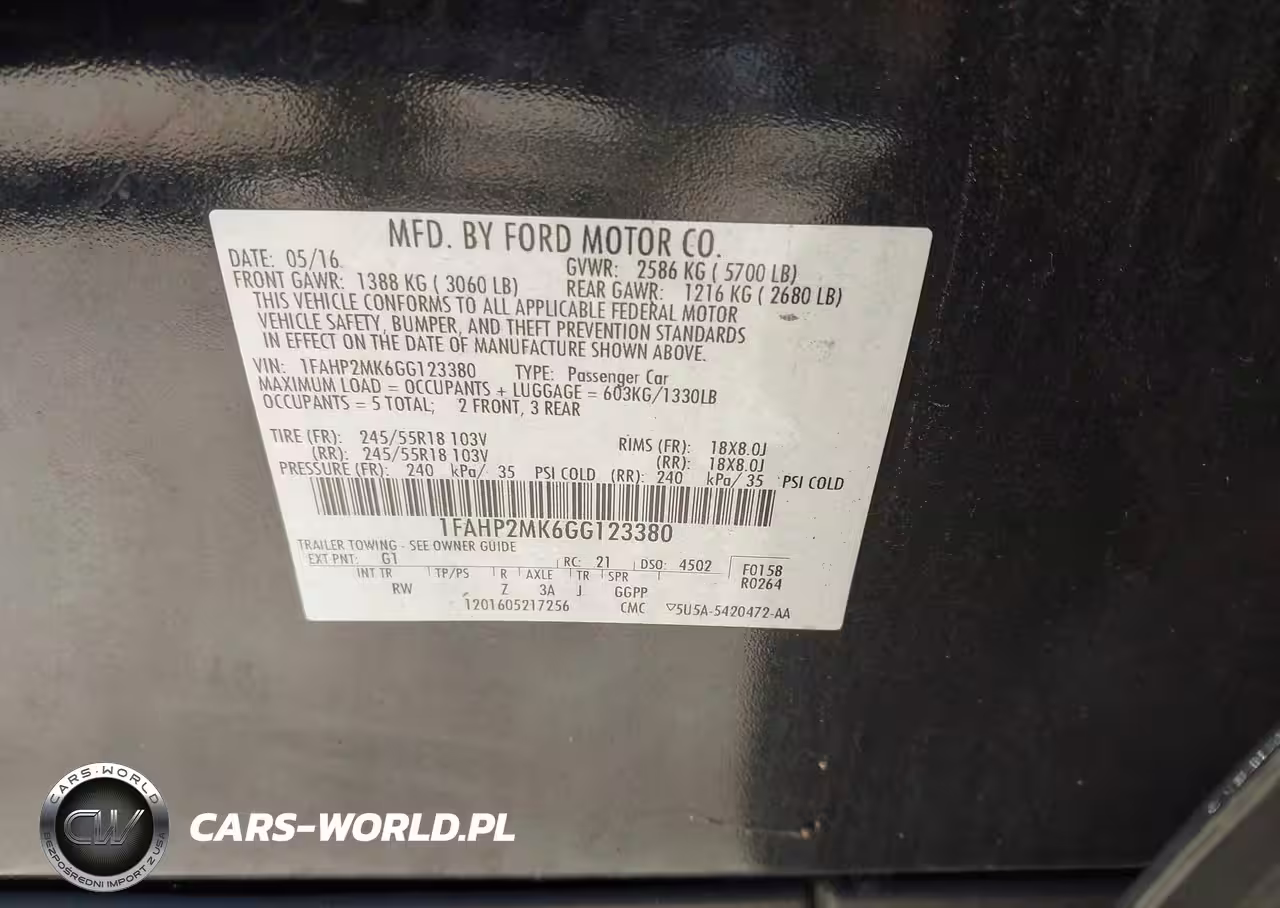 MFD. BY FORD MOTOR CO.
DATE: 05/16 GVWR: 2586 KG ( 5700 LB)
FRONT GAWR: 1388 KG ( 3060 LB) REAR GAWR: 1216 KG ( 2680 LB)
THIS VEHICLE CONFORMS TO ALL APPLICABLE FEDERAL MOTOR
VEHICLE SAFETY, BUMPER, AND THEFT PREVENTION STANDARDS
IN EFFECT ON THE DATE OF MANUFACTURE SHOWN ABOVE.
VIN: 1FAHP2MK6GG123380 TYPE: Passenger Car
MAXIMUM LOAD = OCCUPANTS + LUGGAGE = 603KG/1330LB
OCCUPANTS = 5 TOTAL; 2 FRONT, 3 REAR
TIRE (FR): 245/55R18 103V RIMS (FR): 18X8.0J
(RR): 245/55R18 103V (RR): 18X8.0J
PRESSURE (FR): 240 kPa/ 35 PSI COLD (RR): 240 kPa/ 35 PSI COLD
1FAHP2MK6GG123380
TRAILER TOWING - SEE OWNER GUIDE
EXT PNT: G1 RC: 21 DSO: 4502 F0158
R0264
INT TR TP/PS R AXLE TR SPR
RW Z 3A J GGPP
1201605217256 CMC ▽5U5A-5420472-AA
CARS-WORLD
CW
BEZPOŚREDNI IMPORT Z USA
CARS-WORLD.PL